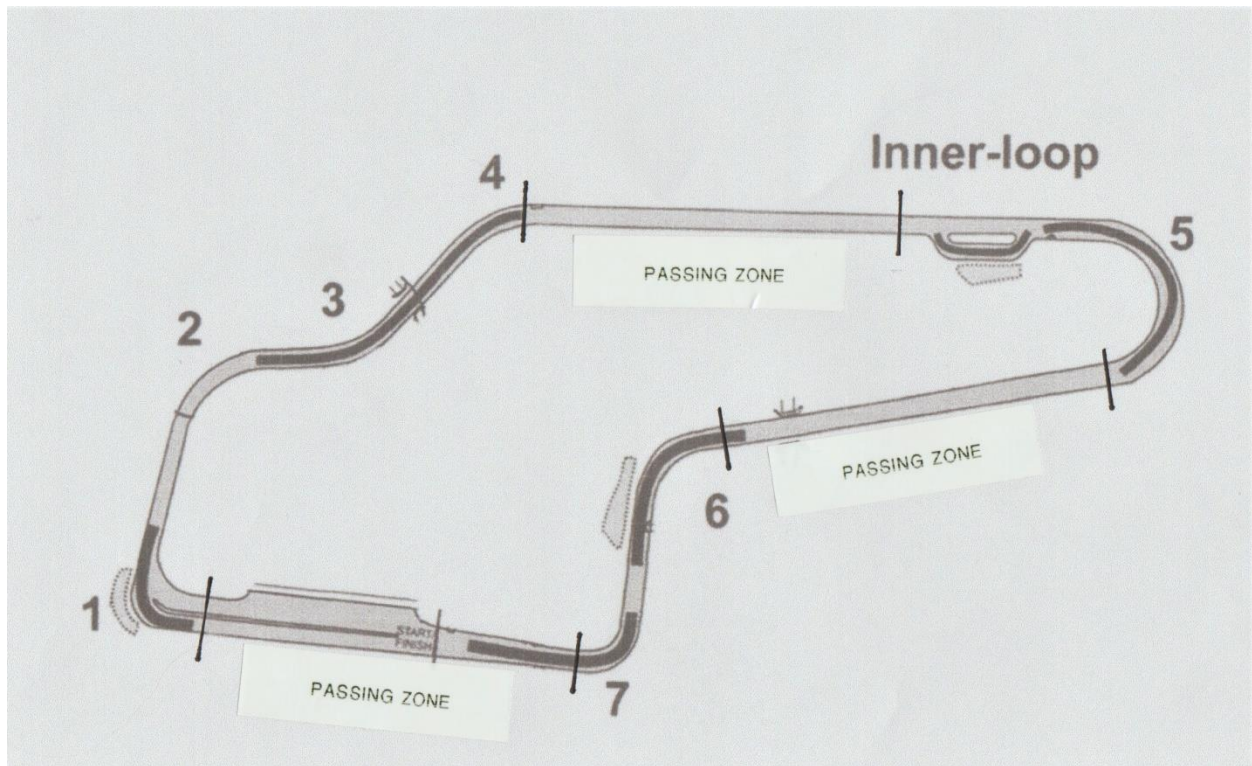 Inner-loop
4
5
PASSING ZONE
3
2
PASSING ZONE
6
1
START/
FINISH
PASSING ZONE
7